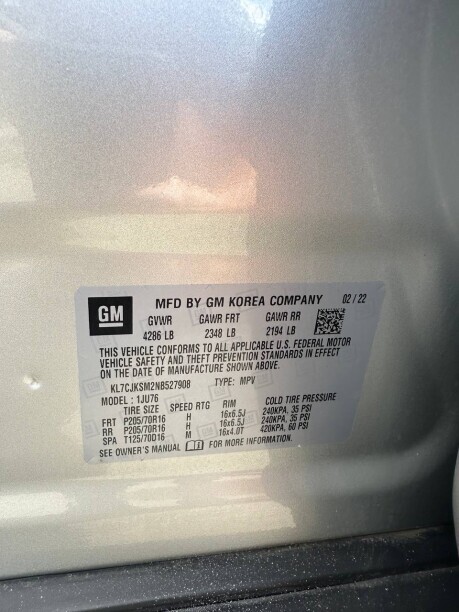 GM
MFD BY GM KOREA COMPANY 02 / 22
GVWR GAWR FRT GAWR RR
4286 LB 2348 LB 2194 LB
THIS VEHICLE CONFORMS TO ALL APPLICABLE U.S. FEDERAL MOTOR
VEHICLE SAFETY AND THEFT PREVENTION STANDARDS IN EFFECT
ON THE DATE OF MANUFACTURE SHOWN ABOVE.
KL7CJKSM2NB527908 TYPE: MPV
MODEL : 1JU76
TIRE SIZE SPEED RTG RIM COLD TIRE PRESSURE
FRT P205/70R16 H 16x6.5J 240KPA, 35 PSI
RR P205/70R16 H 16x6.5J 240KPA, 35 PSI
SPA T125/70D16 M 16x4.0T 420KPA, 60 PSI
SEE OWNER'S MANUAL FOR MORE INFORMATION.